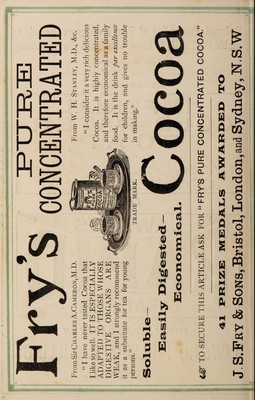 Fry's
PURE
CONCENTRATED
From Sir CHARLES A. CAMERON, M.D.
"I have never tasted Cocoa that
I like so well. IT IS ESPECIALLY
ADAPTED TO THOSE WHOSE
DIGESTIVE ORGANS ARE
WEAK, and I strongly recommend
it as a substitute for tea for young
persons."
TRADE MARK.
From W. H. STANLEY, M.D., &c.
"I consider it a very rich delicious
Cocoa. It is highly concentrated,
and therefore economical as a family
food. It is the drink par excellence
for children, and gives no trouble
in making."
Soluble—
Easily Digested—
Economical.
Cocoa
TO SECURE THIS ARTICLE ASK FOR "FRY'S PURE CONCENTRATED COCOA."
41 PRIZE MEDALS AWARDED TO
J. S. FRY & SONS, Bristol, London, and Sydney, N.S.W